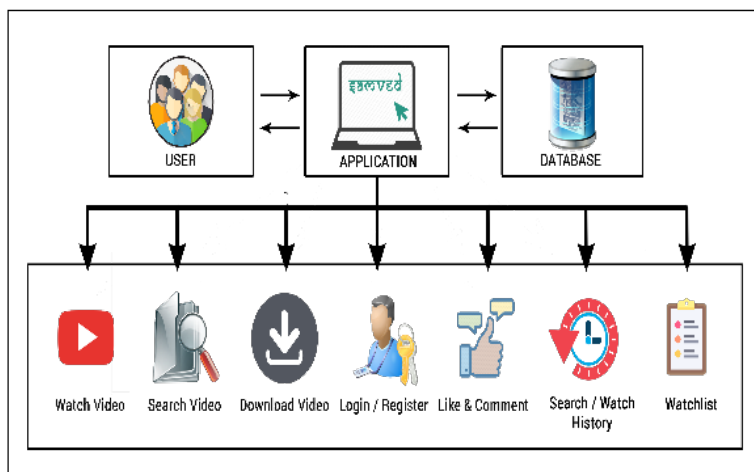 samved
USER
APPLICATION
DATABASE
Watch Video
Search Video
Download Video
Login / Register
Like & Comment
Search / Watch
History
Watchlist